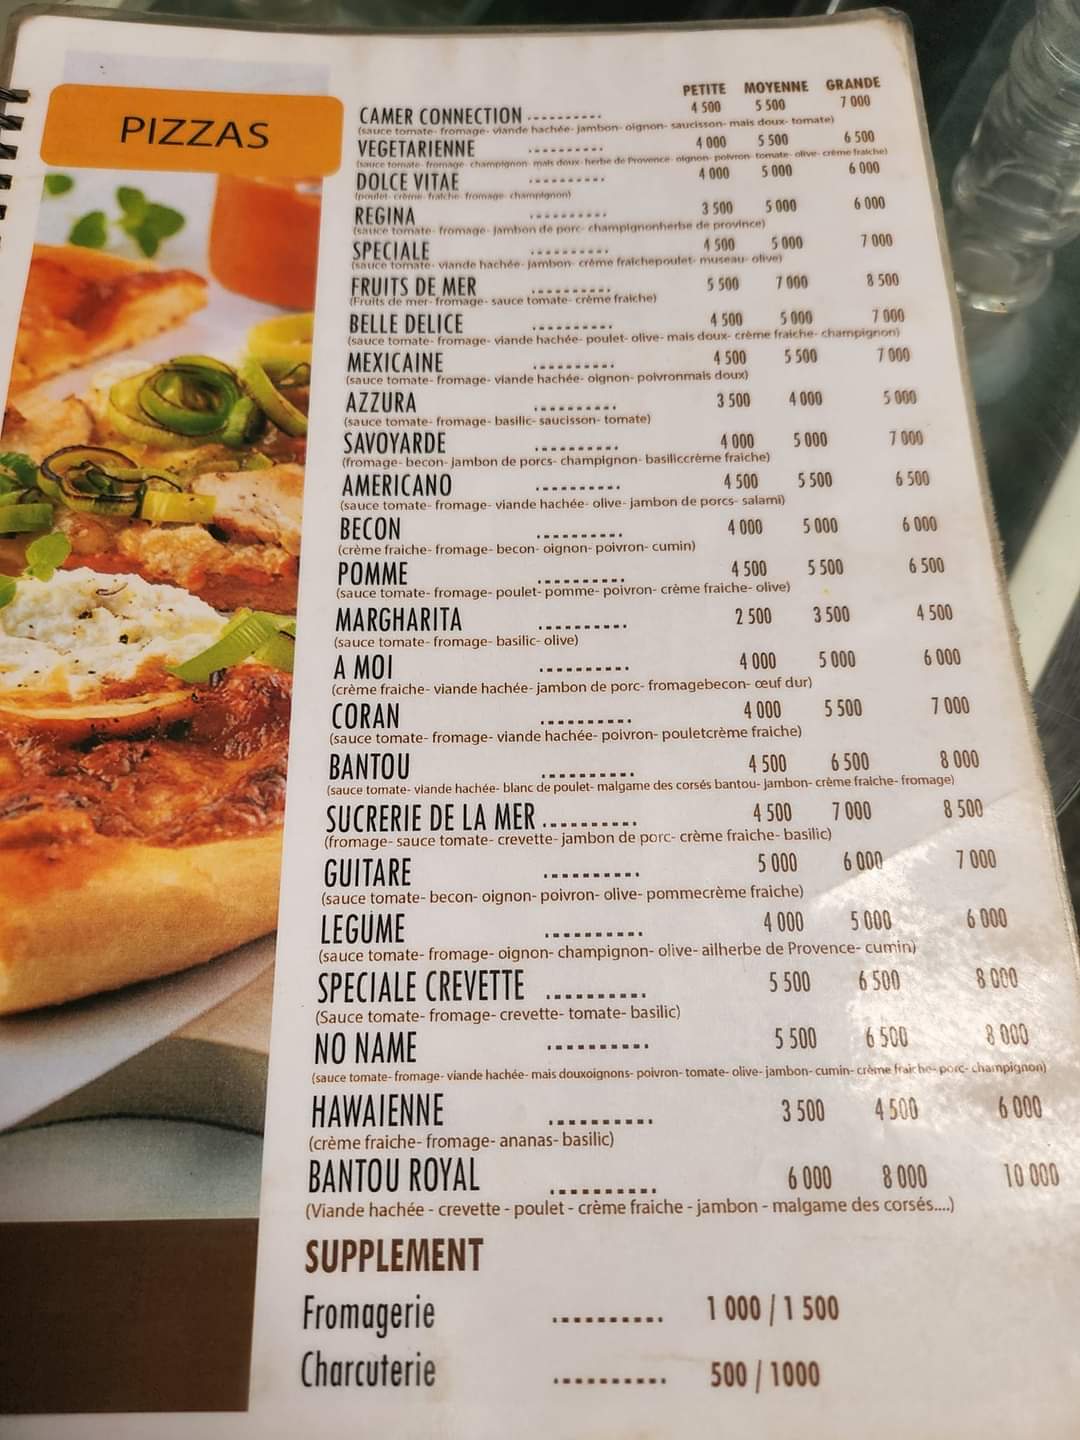 PIZZAS
PETITE MOYENNE GRANDE
CAMER CONNECTION .......... 4 500 5 500 7 000
(sauce tomate- fromage- viande hachée- jambon- oignon- saucisson- mais doux- tomate)
VEGETARIENNE .......... 4 000 5 500 6 500
(sauce tomate- fromage- champignon- mais doux- herbe de Provence- oignon- poivron- tomate- olive- crème fraiche)
DOLCE VITAE .......... 4 000 5 000 6 000
(poulet- crème- fraîche- fromage- champignon)
REGINA .......... 3 500 5 000 6 000
(sauce tomate- fromage- jambon de porc- champignonherbe de province)
SPECIALE .......... 4 500 5 000 7 000
(sauce tomate- viande hachée- jambon- crème fraichepoulet- museau- olive)
FRUITS DE MER .......... 5 500 7 000 8 500
(Fruits de mer- fromage- sauce tomate- crème fraiche)
BELLE DELICE .......... 4 500 5 000 7 000
(sauce tomate- fromage- viande hachée- poulet- olive- mais doux- crème fraiche- champignon)
MEXICAINE .......... 4 500 5 500 7 000
(sauce tomate- fromage- viande hachée- oignon- poivronmais doux)
AZZURA .......... 3 500 4 000 5 000
(sauce tomate- fromage- basilic- saucisson- tomate)
SAVOYARDE .......... 4 000 5 000 7 000
(fromage- becon- jambon de porcs- champignon- basiliccrème fraiche)
AMERICANO .......... 4 500 5 500 6 500
(sauce tomate- fromage- viande hachée- olive- jambon de porcs- salami)
BECON .......... 4 000 5 000 6 000
(crème fraiche- fromage- becon- oignon- poivron- cumin)
POMME .......... 4 500 5 500 6 500
(sauce tomate- fromage- poulet- pomme- poivron- crème fraiche- olive)
MARGHARITA .......... 2 500 3 500 4 500
(sauce tomate- fromage- basilic- olive)
A MOI .......... 4 000 5 000 6 000
(crème fraiche- viande hachée- jambon de porc- fromagebecon- œuf dur)
CORAN .......... 4 000 5 500 7 000
(sauce tomate- fromage- viande hachée- poivron- pouletcrème fraiche)
BANTOU .......... 4 500 6 500 8 000
(sauce tomate- viande hachée- blanc de poulet- malgame des corsés bantou- jambon- crème fraiche- fromage)
SUCRERIE DE LA MER .......... 4 500 7 000 8 500
(fromage- sauce tomate- crevette- jambon de porc- crème fraiche- basilic)
GUITARE .......... 5 000 6 000 7 000
(sauce tomate- becon- oignon- poivron- olive- pommecrème fraiche)
LEGUME .......... 4 000 5 000 6 000
(sauce tomate- fromage- oignon- champignon- olive- ailherbe de Provence- cumin)
SPECIALE CREVETTE .......... 5 500 6 500 8 000
(Sauce tomate- fromage- crevette- tomate- basilic)
NO NAME .......... 5 500 6 500 8 000
(sauce tomate- fromage- viande hachée- mais douxoignons- poivron- tomate- olive- jambon- cumin- crème fraiche- porc- champignon)
HAWAIENNE .......... 3 500 4 500 6 000
(crème fraiche- fromage- ananas- basilic)
BANTOU ROYAL .......... 6 000 8 000 10 000
(Viande hachée - crevette - poulet - crème fraiche - jambon - malgame des corsés....)
SUPPLEMENT
Fromagerie .......... 1 000 / 1 500
Charcuterie .......... 500 / 1000